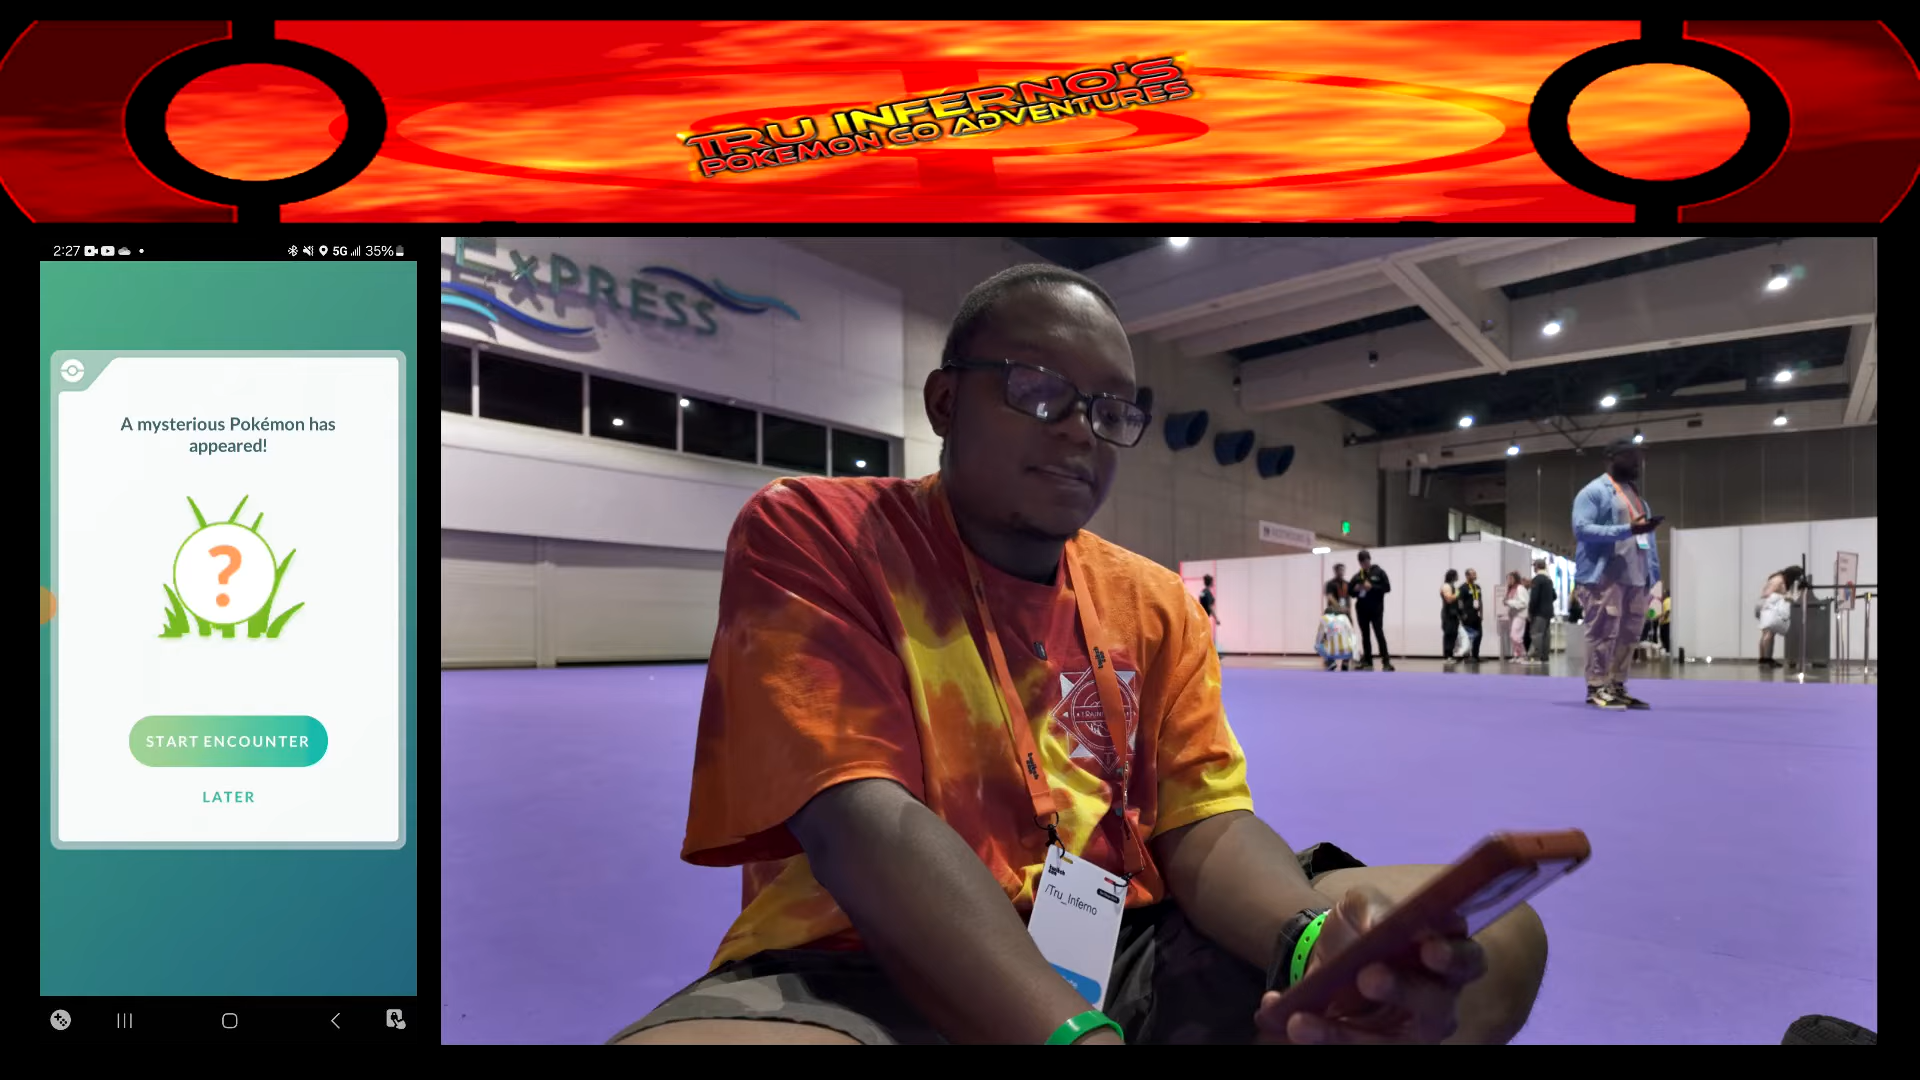 TRU INFERNO'S
POKEMON GO ADVENTURES
2:27
5G
35%
A mysterious Pokémon has
appeared!
?
START ENCOUNTER
LATER
EXPRESS
/Tru_Inferno